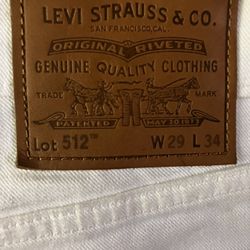 LEVI STRAUSS & CO.
SAN FRANCISCO, CAL.
ORIGINAL RIVETED
GENUINE QUALITY CLOTHING
TRADE MARK
PATENTED MAY 20 1873
Lot 512™ W 29 L 34